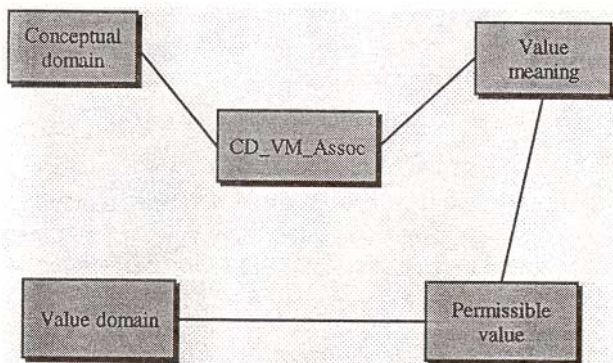 Conceptual
domain
Value
meaning
CD_VM_Assoc
Value domain
Permissible
value